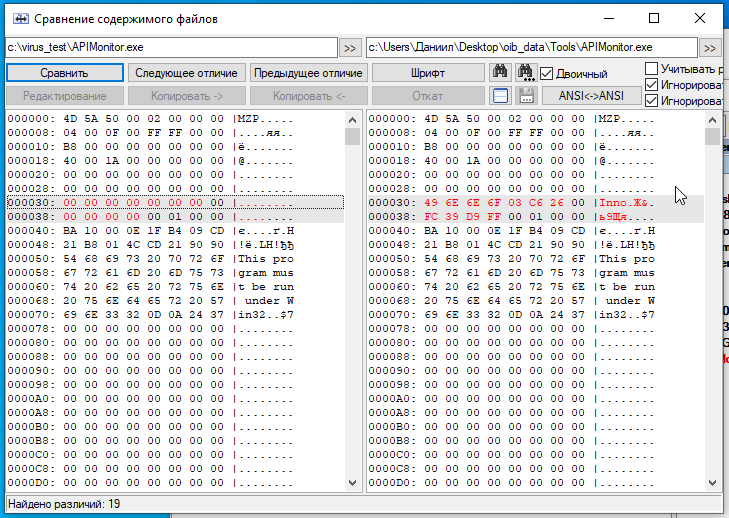 Сравнение содержимого файлов
c:\virus_test\APIMonitor.exe >> c:\Users\Даниил\Desktop\oib_data\Tools\APIMonitor.exe >>
Сравнить Следующее отличие Предыдущее отличие Шрифт Двоичный Учитывать р
Игнорироват
Редактирование Копировать -> Копировать <- Откат ANSI<->ANSI Игнорироват
000000: 4D 5A 50 00 02 00 00 00 |MZP..... 000000: 4D 5A 50 00 02 00 00 00 |MZP.....
000008: 04 00 0F 00 FF FF 00 00 |....яя.. 000008: 04 00 0F 00 FF FF 00 00 |....яя..
000010: B8 00 00 00 00 00 00 00 |ё....... 000010: B8 00 00 00 00 00 00 00 |ё.......
000018: 40 00 1A 00 00 00 00 00 |@....... 000018: 40 00 1A 00 00 00 00 00 |@.......
000020: 00 00 00 00 00 00 00 00 |........ 000020: 00 00 00 00 00 00 00 00 |........
000028: 00 00 00 00 00 00 00 00 |........ 000028: 00 00 00 00 00 00 00 00 |........
000030: 00 00 00 00 00 00 00 00 |........ 000030: 49 6E 6E 6F 03 C6 26 00 |Inno.Ж&.
000038: 00 00 00 00 00 01 00 00 |........ 000038: FC 39 D9 FF 00 01 00 00 |ь9Щя....
000040: BA 10 00 0E 1F B4 09 CD |є....ґ.Н 000040: BA 10 00 0E 1F B4 09 CD |є....ґ.Н
000048: 21 B8 01 4C CD 21 90 90 |!ё.LН!ђђ 000048: 21 B8 01 4C CD 21 90 90 |!ё.LН!ђђ
000050: 54 68 69 73 20 70 72 6F |This pro 000050: 54 68 69 73 20 70 72 6F |This pro
000058: 67 72 61 6D 20 6D 75 73 |gram mus 000058: 67 72 61 6D 20 6D 75 73 |gram mus
000060: 74 20 62 65 20 72 75 6E |t be run 000060: 74 20 62 65 20 72 75 6E |t be run
000068: 20 75 6E 64 65 72 20 57 | under W 000068: 20 75 6E 64 65 72 20 57 | under W
000070: 69 6E 33 32 0D 0A 24 37 |in32..$7 000070: 69 6E 33 32 0D 0A 24 37 |in32..$7
000078: 00 00 00 00 00 00 00 00 |........ 000078: 00 00 00 00 00 00 00 00 |........
000080: 00 00 00 00 00 00 00 00 |........ 000080: 00 00 00 00 00 00 00 00 |........
000088: 00 00 00 00 00 00 00 00 |........ 000088: 00 00 00 00 00 00 00 00 |........
000090: 00 00 00 00 00 00 00 00 |........ 000090: 00 00 00 00 00 00 00 00 |........
000098: 00 00 00 00 00 00 00 00 |........ 000098: 00 00 00 00 00 00 00 00 |........
0000A0: 00 00 00 00 00 00 00 00 |........ 0000A0: 00 00 00 00 00 00 00 00 |........
0000A8: 00 00 00 00 00 00 00 00 |........ 0000A8: 00 00 00 00 00 00 00 00 |........
0000B0: 00 00 00 00 00 00 00 00 |........ 0000B0: 00 00 00 00 00 00 00 00 |........
0000B8: 00 00 00 00 00 00 00 00 |........ 0000B8: 00 00 00 00 00 00 00 00 |........
0000C0: 00 00 00 00 00 00 00 00 |........ 0000C0: 00 00 00 00 00 00 00 00 |........
0000C8: 00 00 00 00 00 00 00 00 |........ 0000C8: 00 00 00 00 00 00 00 00 |........
0000D0: 00 00 00 00 00 00 00 00 |........ 0000D0: 00 00 00 00 00 00 00 00 |........
Найдено различий: 19